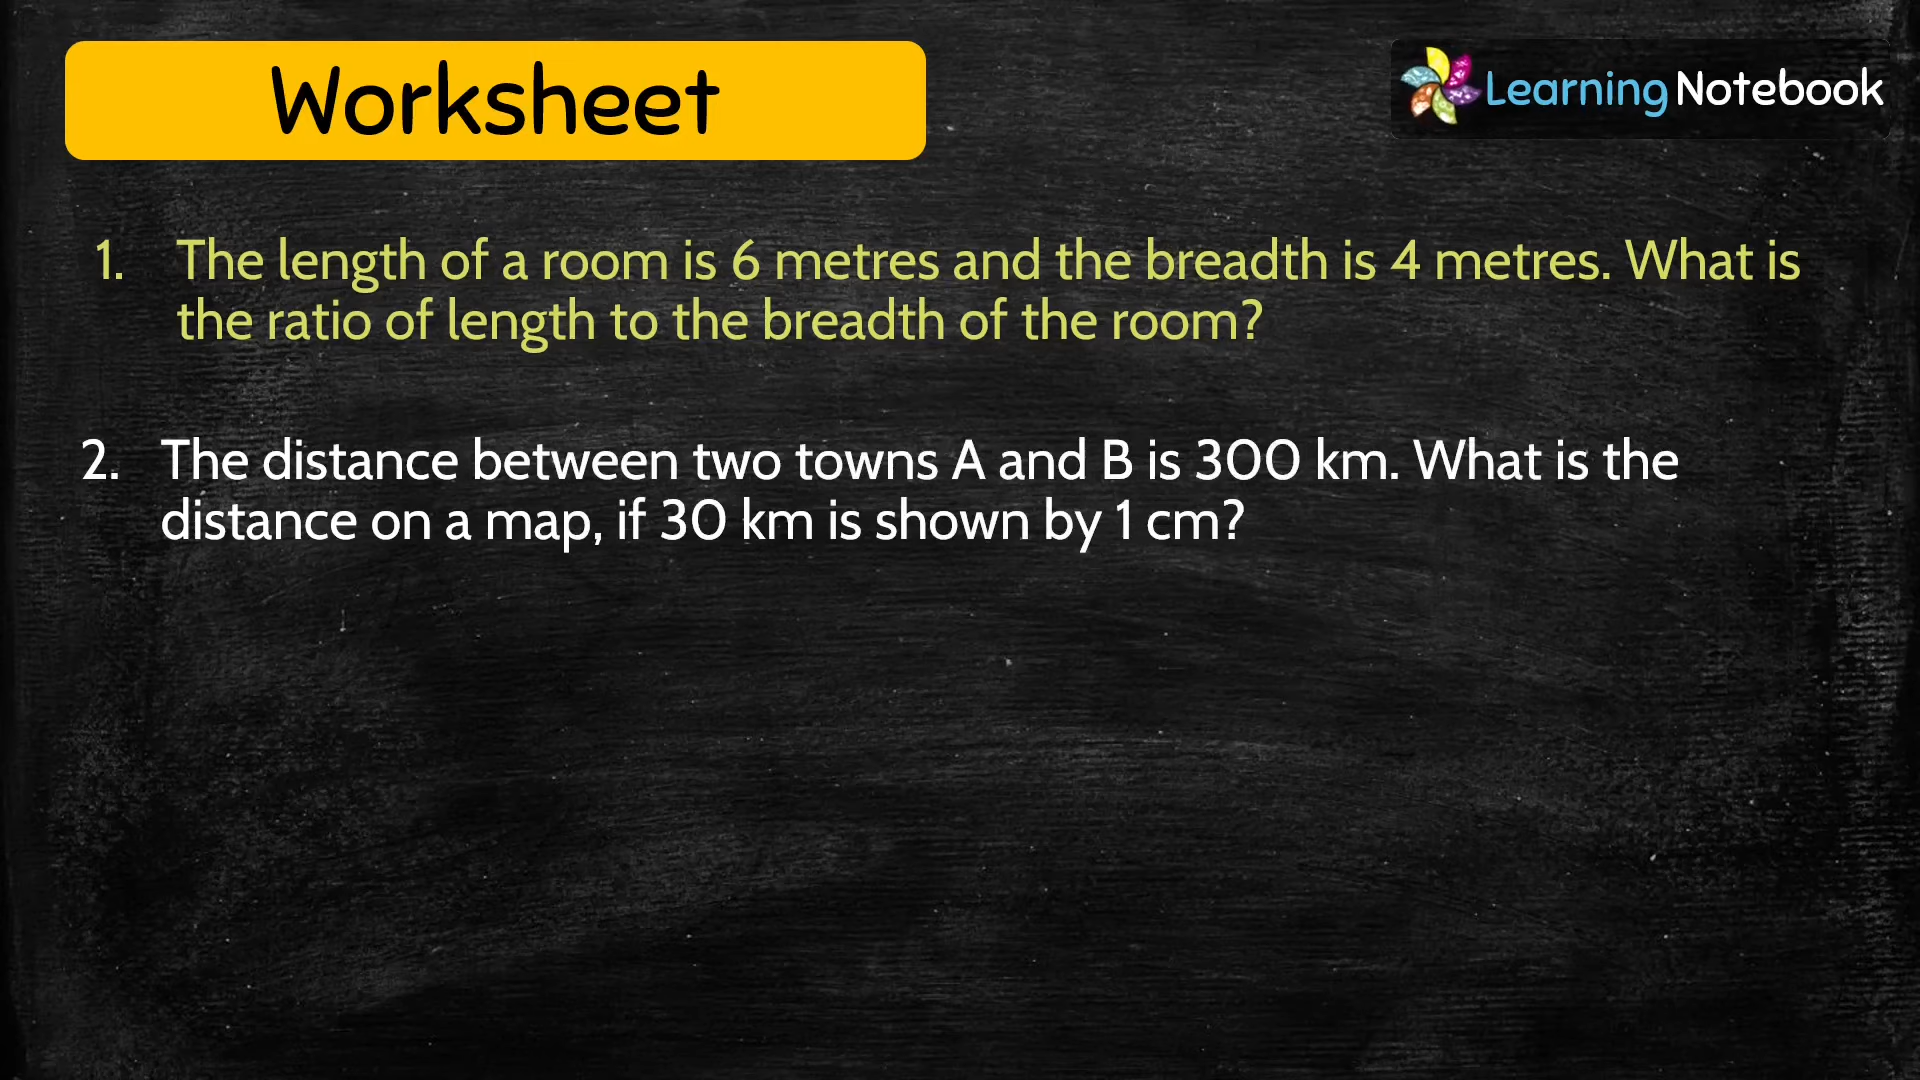 Worksheet
Learning Notebook
1. The length of a room is 6 metres and the breadth is 4 metres. What is
the ratio of length to the breadth of the room?
2. The distance between two towns A and B is 300 km. What is the
distance on a map, if 30 km is shown by 1 cm?